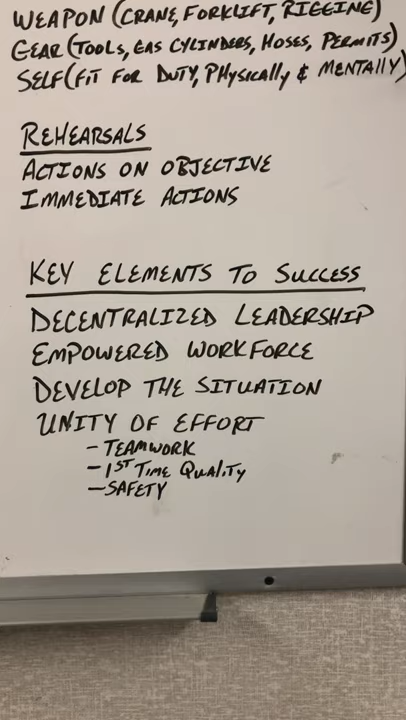 WEAPON (CRANE, FORKLIFT, RIGGING)
GEAR (TOOLS, GAS CYLINDERS, HOSES, PERMITS)
SELF (FIT FOR DUTY, PHYSICALLY & MENTALLY)
REHEARSALS
ACTIONS ON OBJECTIVE
IMMEDIATE ACTIONS
KEY ELEMENTS TO SUCCESS
DECENTRALIZED LEADERSHIP
EMPOWERED WORKFORCE
DEVELOP THE SITUATION
UNITY OF EFFORT
- TEAMWORK
- 1ST TIME QUALITY
- SAFETY